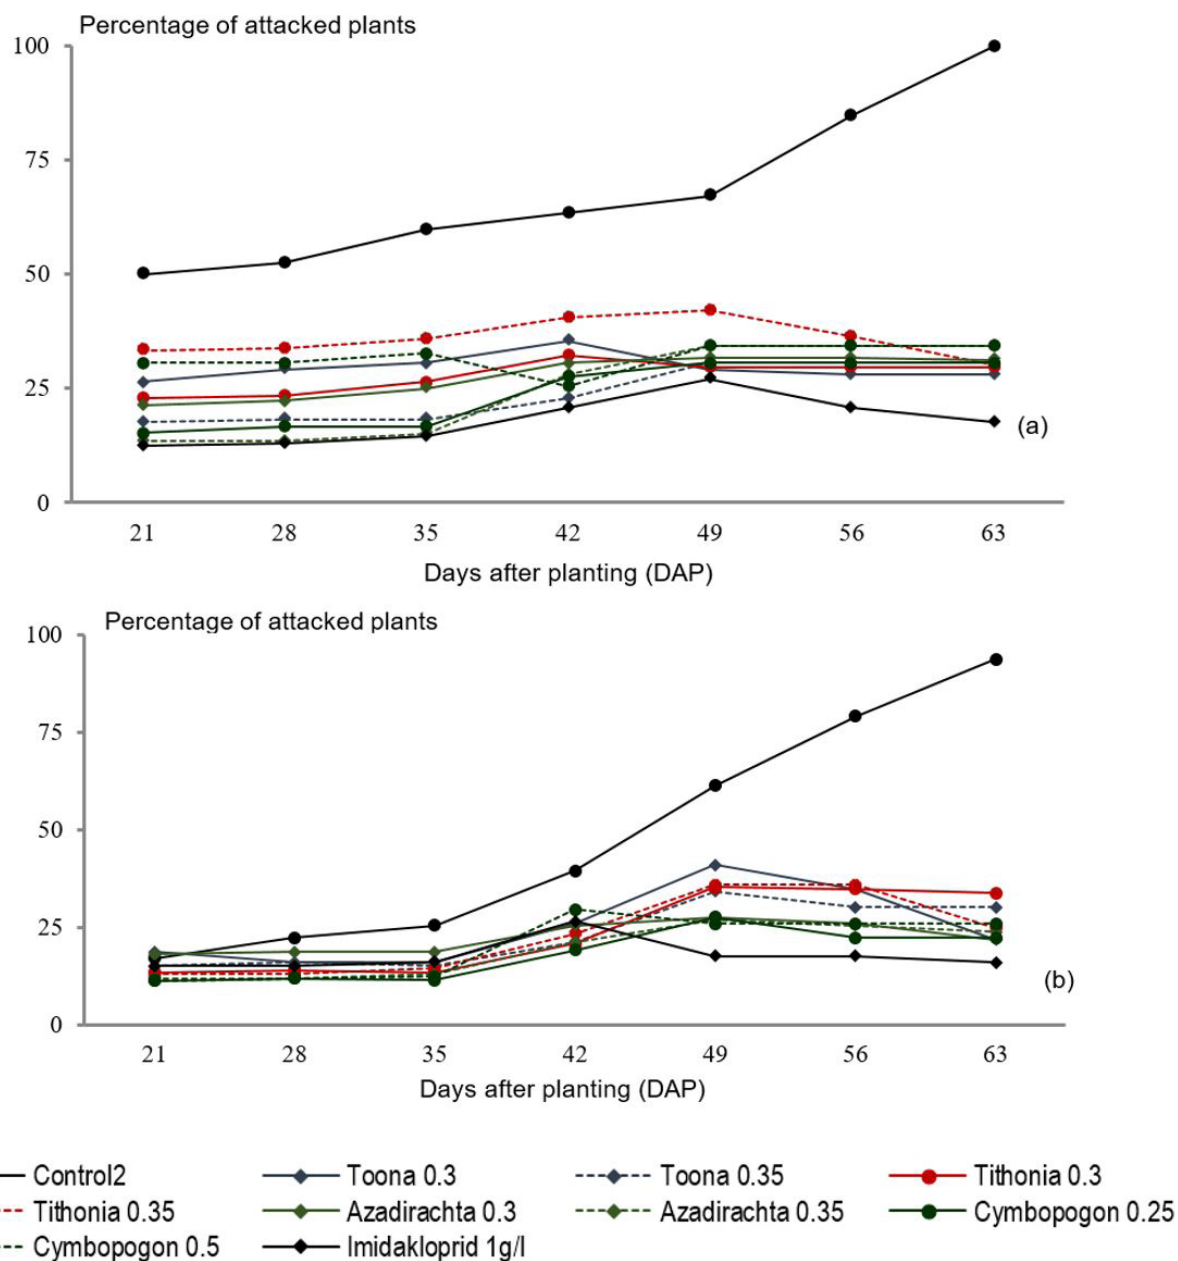 Percentage of attacked plants
100
75
50
25
0
(a)
21 28 35 42 49 56 63
Days after planting (DAP)
Percentage of attacked plants
100
75
50
25
0
(b)
21 28 35 42 49 56 63
Days after planting (DAP)
Control2 Toona 0.3 Toona 0.35 Tithonia 0.3
Tithonia 0.35 Azadirachta 0.3 Azadirachta 0.35 Cymbopogon 0.25
Cymbopogon 0.5 Imidakloprid 1g/l